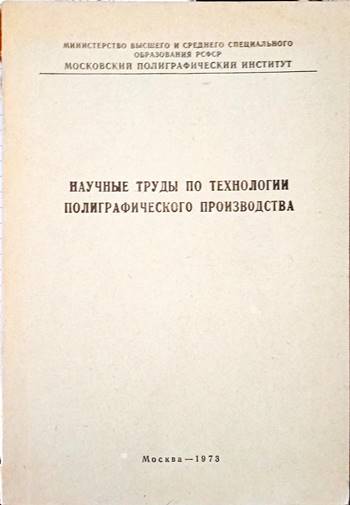 МИНИСТЕРСТВО ВЫСШЕГО И СРЕДНЕГО СПЕЦИАЛЬНОГО
ОБРАЗОВАНИЯ РСФСР
МОСКОВСКИЙ ПОЛИГРАФИЧЕСКИЙ ИНСТИТУТ
НАУЧНЫЕ ТРУДЫ ПО ТЕХНОЛОГИИ
ПОЛИГРАФИЧЕСКОГО ПРОИЗВОДСТВА
Москва—1973